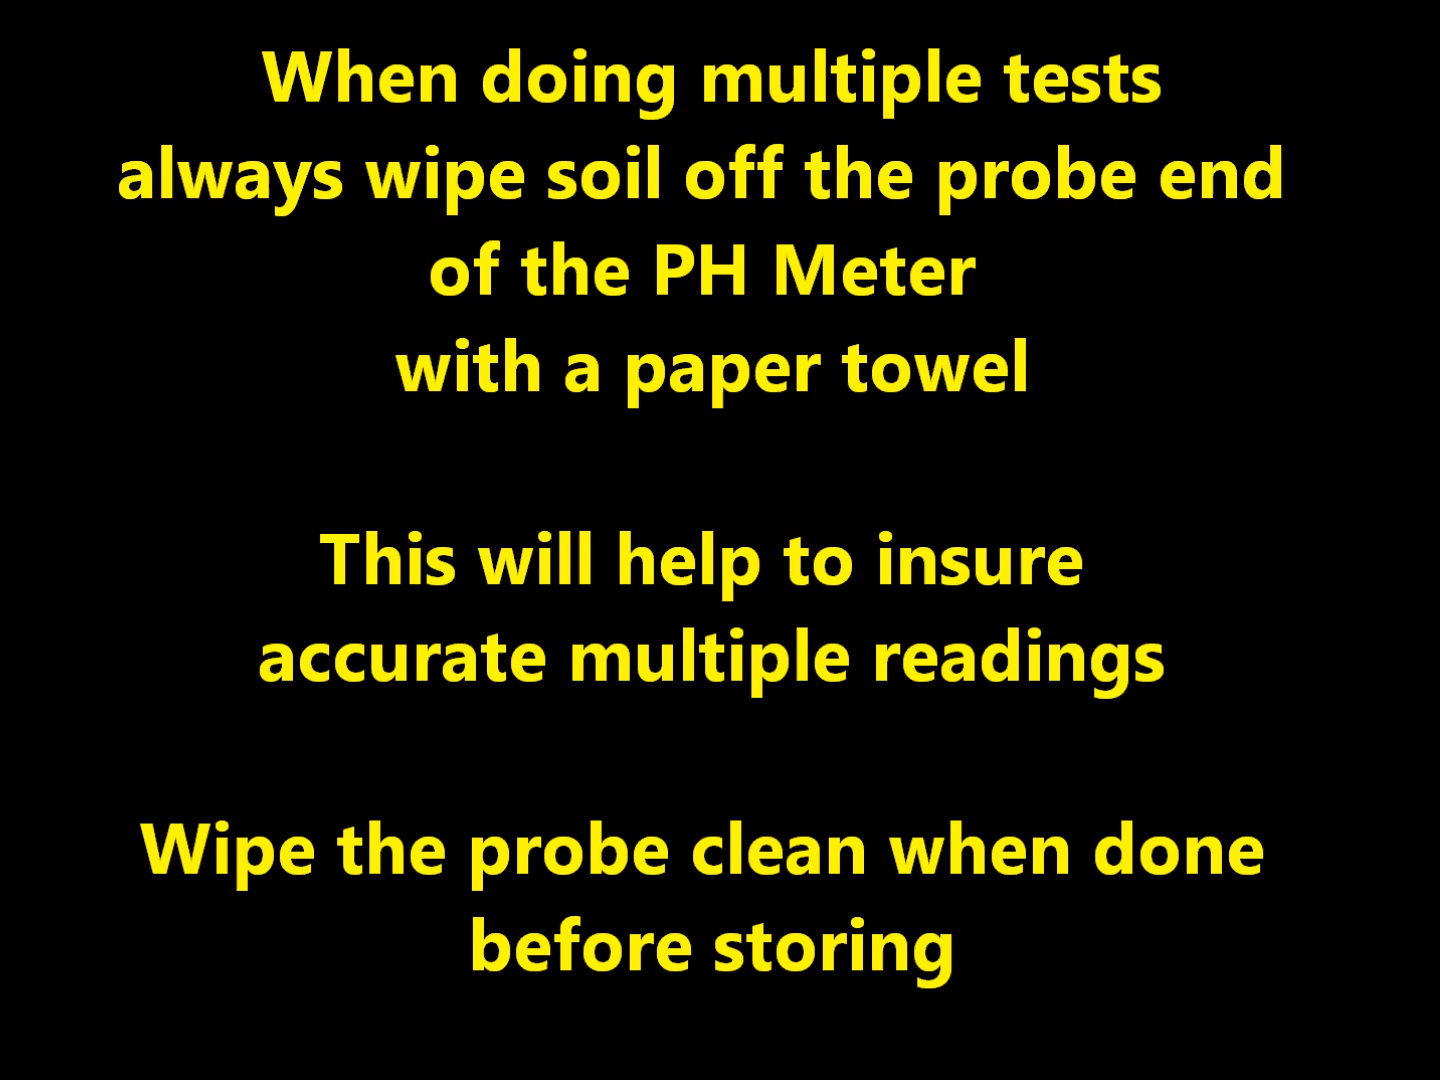 When doing multiple tests
always wipe soil off the probe end
of the PH Meter
with a paper towel
This will help to insure
accurate multiple readings
Wipe the probe clean when done
before storing